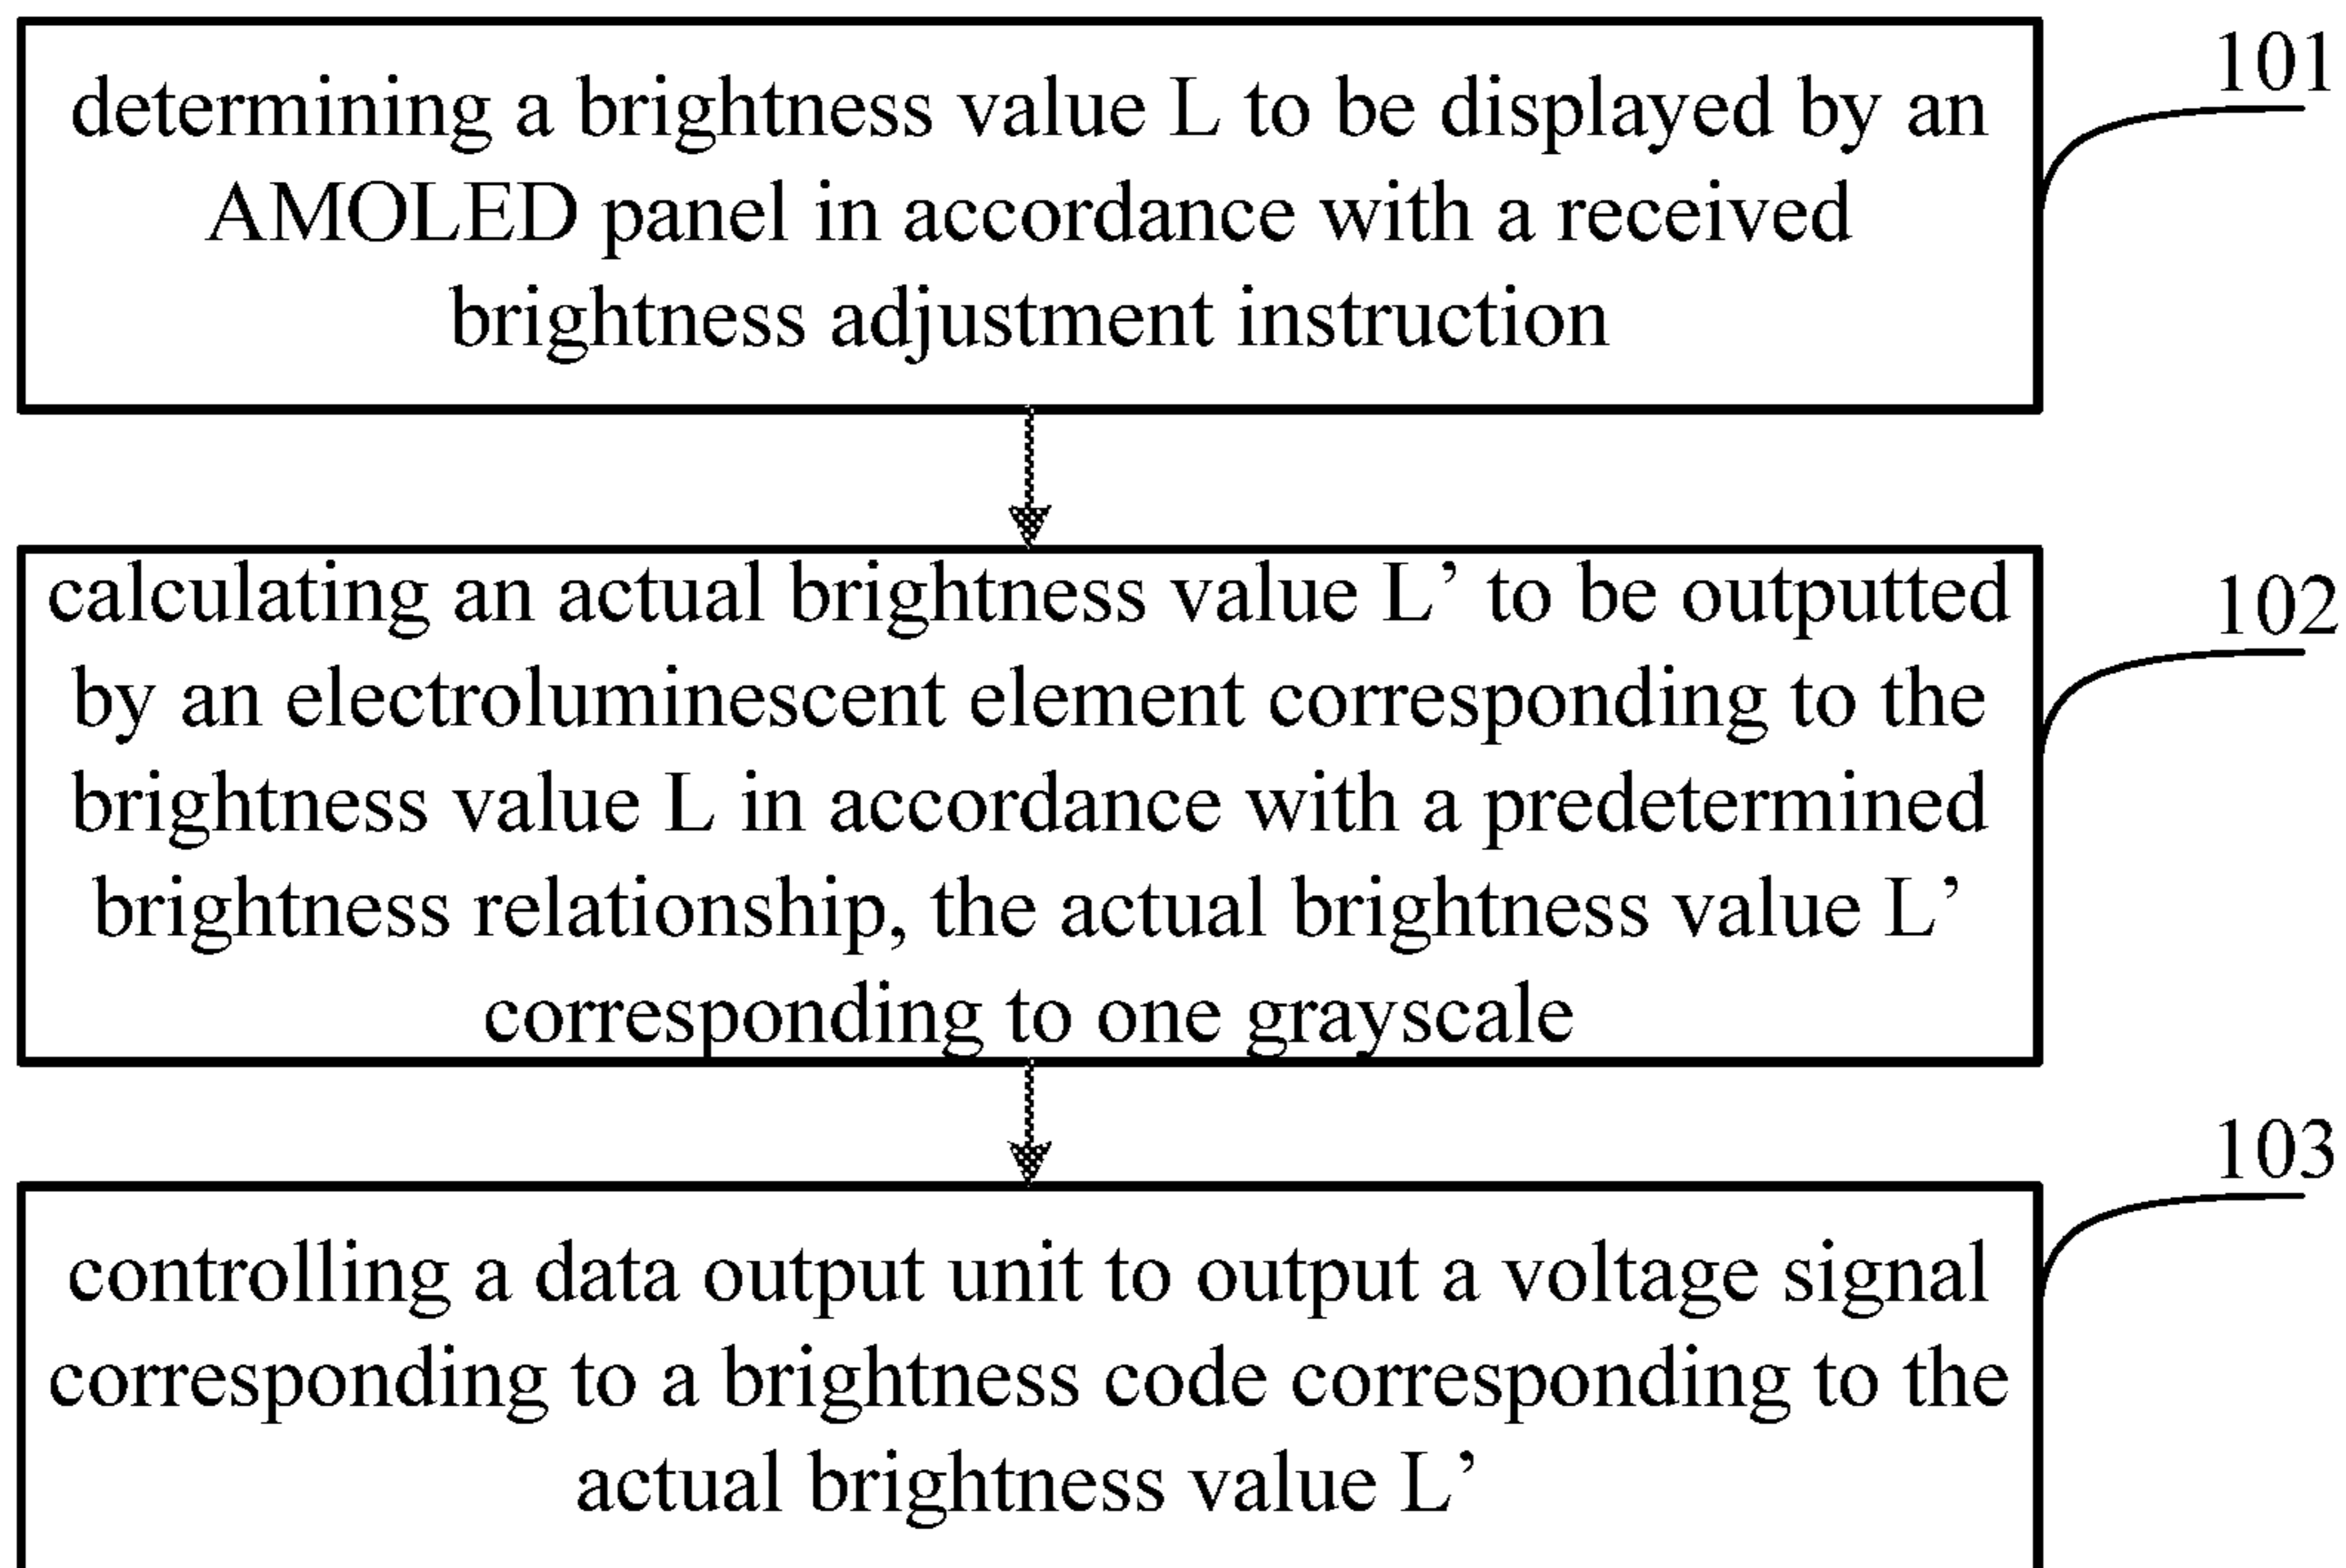 determining a brightness value L to be displayed by an
AMOLED panel in accordance with a received
brightness adjustment instruction
101
calculating an actual brightness value L’ to be outputted
by an electroluminescent element corresponding to the
brightness value L in accordance with a predetermined
brightness relationship, the actual brightness value L’
corresponding to one grayscale
102
controlling a data output unit to output a voltage signal
corresponding to a brightness code corresponding to the
actual brightness value L’
103